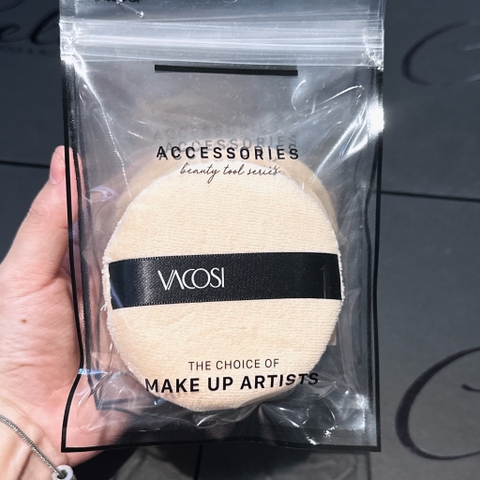 ACCESSORIES
beauty tool series
VACOSI
THE CHOICE OF
MAKE UP ARTISTS